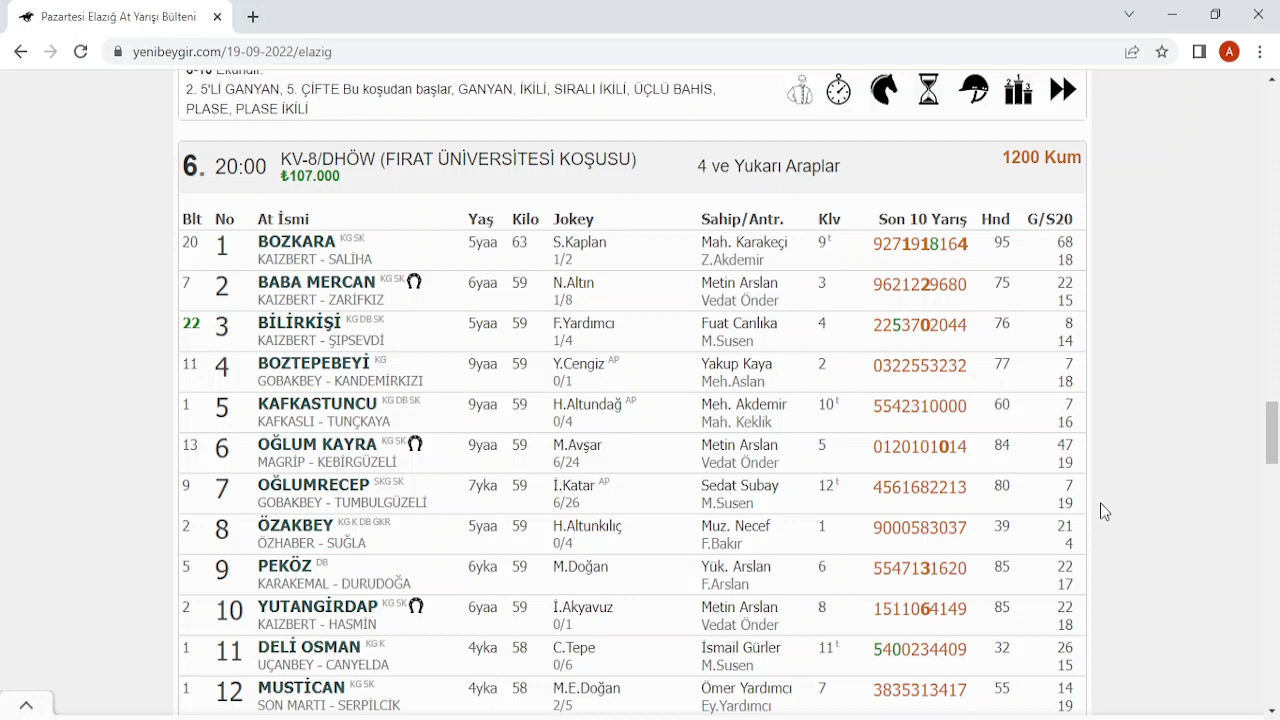 Pazartesi Elazığ At Yarışı Bülteni
yenibeygir.com/19-09-2022/elazig
A
2. 5'Lİ GANYAN, 5. ÇİFTE Bu koşudan başlar, GANYAN, İKİLİ, SIRALI İKİLİ, ÜÇLÜ BAHİS,
PLASE, PLASE İKİLİ
6. 20:00 KV-8/DHÖW (FIRAT ÜNİVERSİTESİ KOŞUSU) 4 ve Yukarı Araplar 1200 Kum
₺107.000
Blt No At İsmi Yaş Kilo Jokey Sahip/Antr. Klv Son 10 Yarış Hnd G/S20
20 1 BOZKARA KG SK 5yaa 63 S.Kaplan Mah. Karakeçi 9t 9271918164 95 68
KAIZBERT - SALİHA 1/2 Z.Akdemir 18
7 2 BABA MERCAN KG SK 6yaa 59 N.Altın Metin Arslan 3 9621229680 75 22
KAIZBERT - ZARİFKIZ 1/8 Vedat Önder 15
22 3 BİLİRKİŞİ KG DB SK 5yaa 59 F.Yardımcı Fuat Canlıka 4 2253702044 76 8
KAIZBERT - ŞIPSEVDİ 1/4 M.Susen 14
11 4 BOZTEPEBEYİ KG 9yaa 59 Y.Cengiz AP Yakup Kaya 2 0322553232 77 7
GOBAKBEY - KANDEMİRKIZI 0/1 Meh.Aslan 18
1 5 KAFKASTUNCU KG DB SK 9yaa 59 H.Altundağ AP Meh. Akdemir 10t 5542310000 60 7
KAFKASLI - TUNÇKAYA 0/4 Mah. Keklik 16
13 6 OĞLUM KAYRA KG SK 9yaa 59 M.Avşar Metin Arslan 5 0120101014 84 47
MAGRİP - KEBİRGÜZELİ 6/24 Vedat Önder 19
9 7 OĞLUMRECEP SKG SK 7yka 59 İ.Katar AP Sedat Subay 12t 4561682213 80 7
GOBAKBEY - TUMBULGÜZELİ 6/26 M.Susen 19
2 8 ÖZAKBEY KG K DB GKR 5yaa 59 H.Altunkılıç Muz. Necef 1 9000583037 39 21
ÖZHABER - SUĞLA 0/4 F.Bakır 4
5 9 PEKÖZ DB 6yka 59 M.Doğan Yük. Arslan 6 5547131620 85 22
KARAKEMAL - DURUDOĞA F.Arslan 17
2 10 YUTANGİRDAP KG SK 6yaa 59 İ.Akyavuz Metin Arslan 8 1511064149 85 22
KAIZBERT - HASMİN 0/1 Vedat Önder 18
1 11 DELİ OSMAN KG K 4yka 58 C.Tepe İsmail Gürler 11t 5400234409 32 26
UÇANBEY - CANYELDA 0/6 M.Susen 15
1 12 MUSTİCAN KG SK 4yka 58 M.E.Doğan Ömer Yardımcı 7 3835313417 55 14
SON MARTI - SERPİLCİK 2/5 Ey.Yardımcı 19